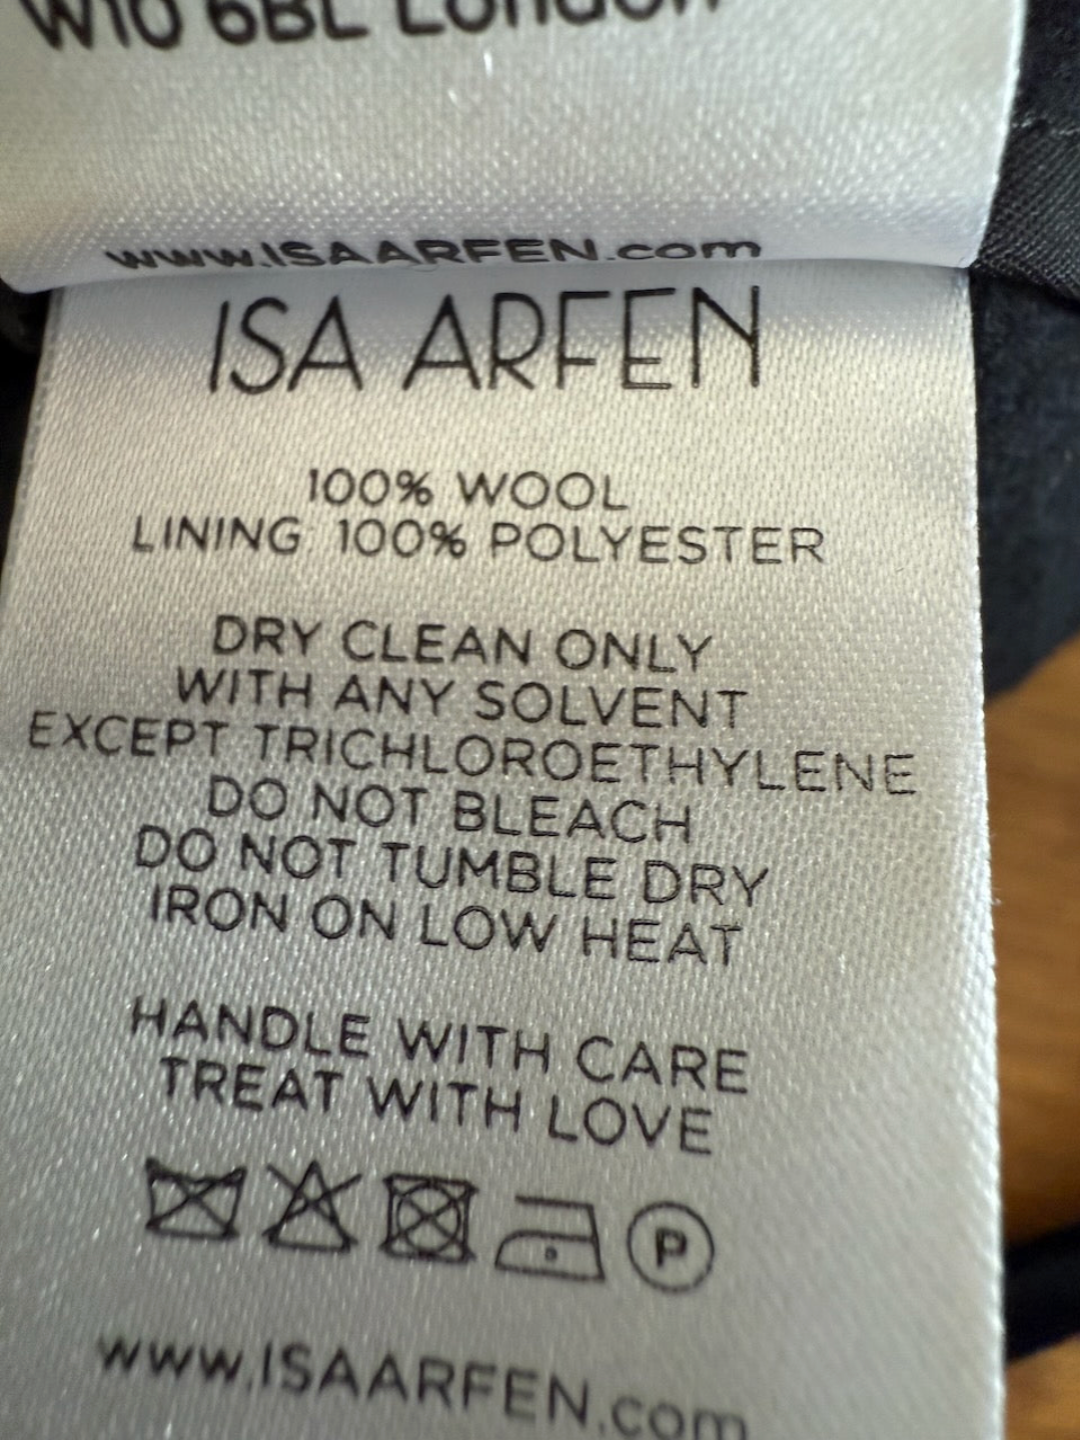 W10 6BL London
www.ISAARFEN.com
ISA ARFEN
100% WOOL
LINING: 100% POLYESTER
DRY CLEAN ONLY
WITH ANY SOLVENT
EXCEPT TRICHLOROETHYLENE
DO NOT BLEACH
DO NOT TUMBLE DRY
IRON ON LOW HEAT
HANDLE WITH CARE
TREAT WITH LOVE
P
www.ISAARFEN.com